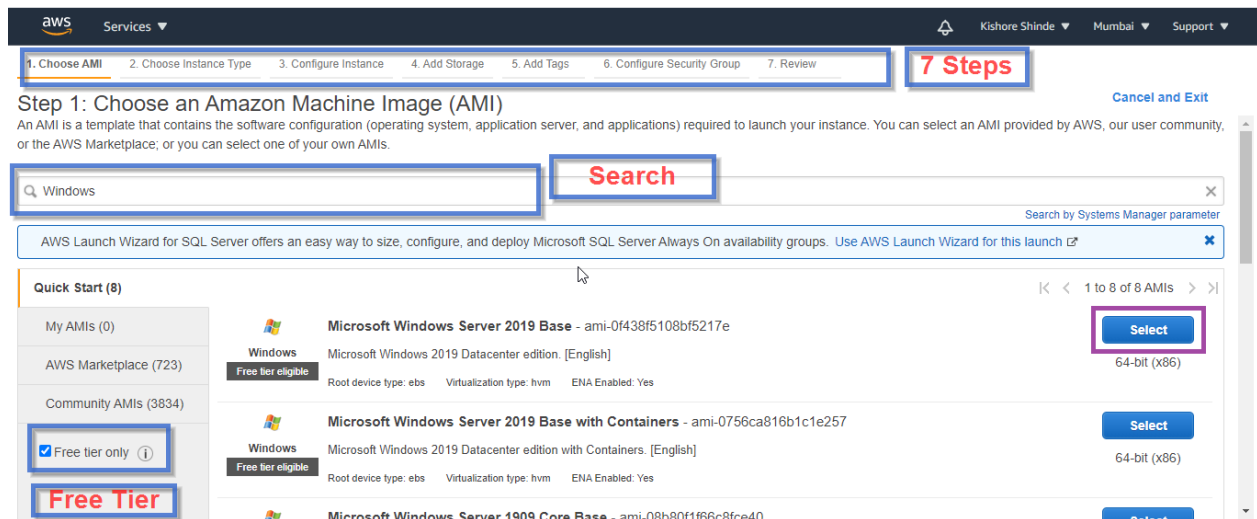 aws Services Kishore Shinde Mumbai Support
1. Choose AMI 2. Choose Instance Type 3. Configure Instance 4. Add Storage 5. Add Tags 6. Configure Security Group 7. Review 7 Steps
Step 1: Choose an Amazon Machine Image (AMI) Cancel and Exit
An AMI is a template that contains the software configuration (operating system, application server, and applications) required to launch your instance. You can select an AMI provided by AWS, our user community,
or the AWS Marketplace; or you can select one of your own AMIs.
Search
Windows
Search by Systems Manager parameter
AWS Launch Wizard for SQL Server offers an easy way to size, configure, and deploy Microsoft SQL Server Always On availability groups. Use AWS Launch Wizard for this launch
Quick Start (8) 1 to 8 of 8 AMIs
My AMIs (0)
AWS Marketplace (723)
Community AMIs (3834)
Free tier only
Free Tier
Microsoft Windows Server 2019 Base - ami-0f438f5108bf5217e Select
Windows Microsoft Windows 2019 Datacenter edition. [English] 64-bit (x86)
Free tier eligible
Root device type: ebs Virtualization type: hvm ENA Enabled: Yes
Microsoft Windows Server 2019 Base with Containers - ami-0756ca816b1c1e257 Select
Windows Microsoft Windows 2019 Datacenter edition with Containers. [English] 64-bit (x86)
Free tier eligible
Root device type: ebs Virtualization type: hvm ENA Enabled: Yes
Microsoft Windows Server 1909 Core Base - ami-08b80f1f66c8fce40 Select